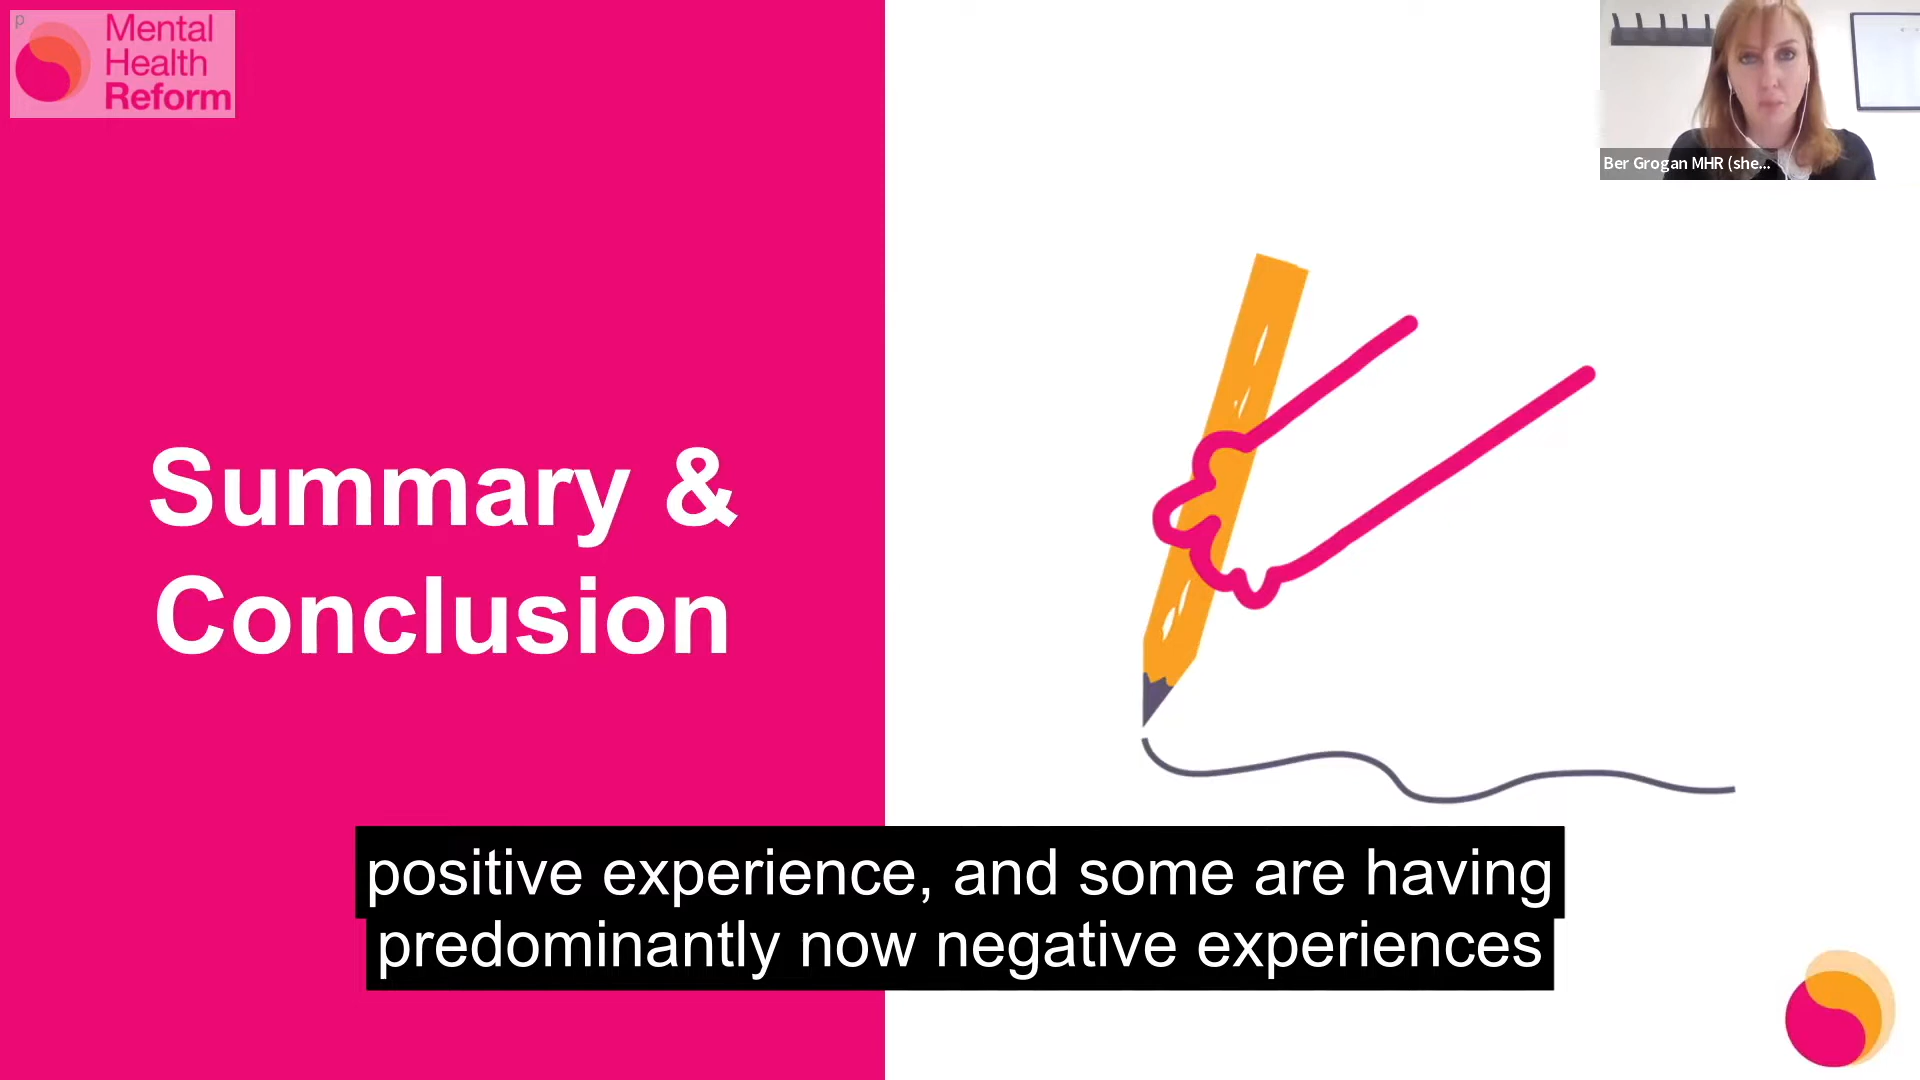 p
Mental
Health
Reform
Ber Grogan MHR (she...
Summary &
Conclusion
positive experience, and some are having
predominantly now negative experiences